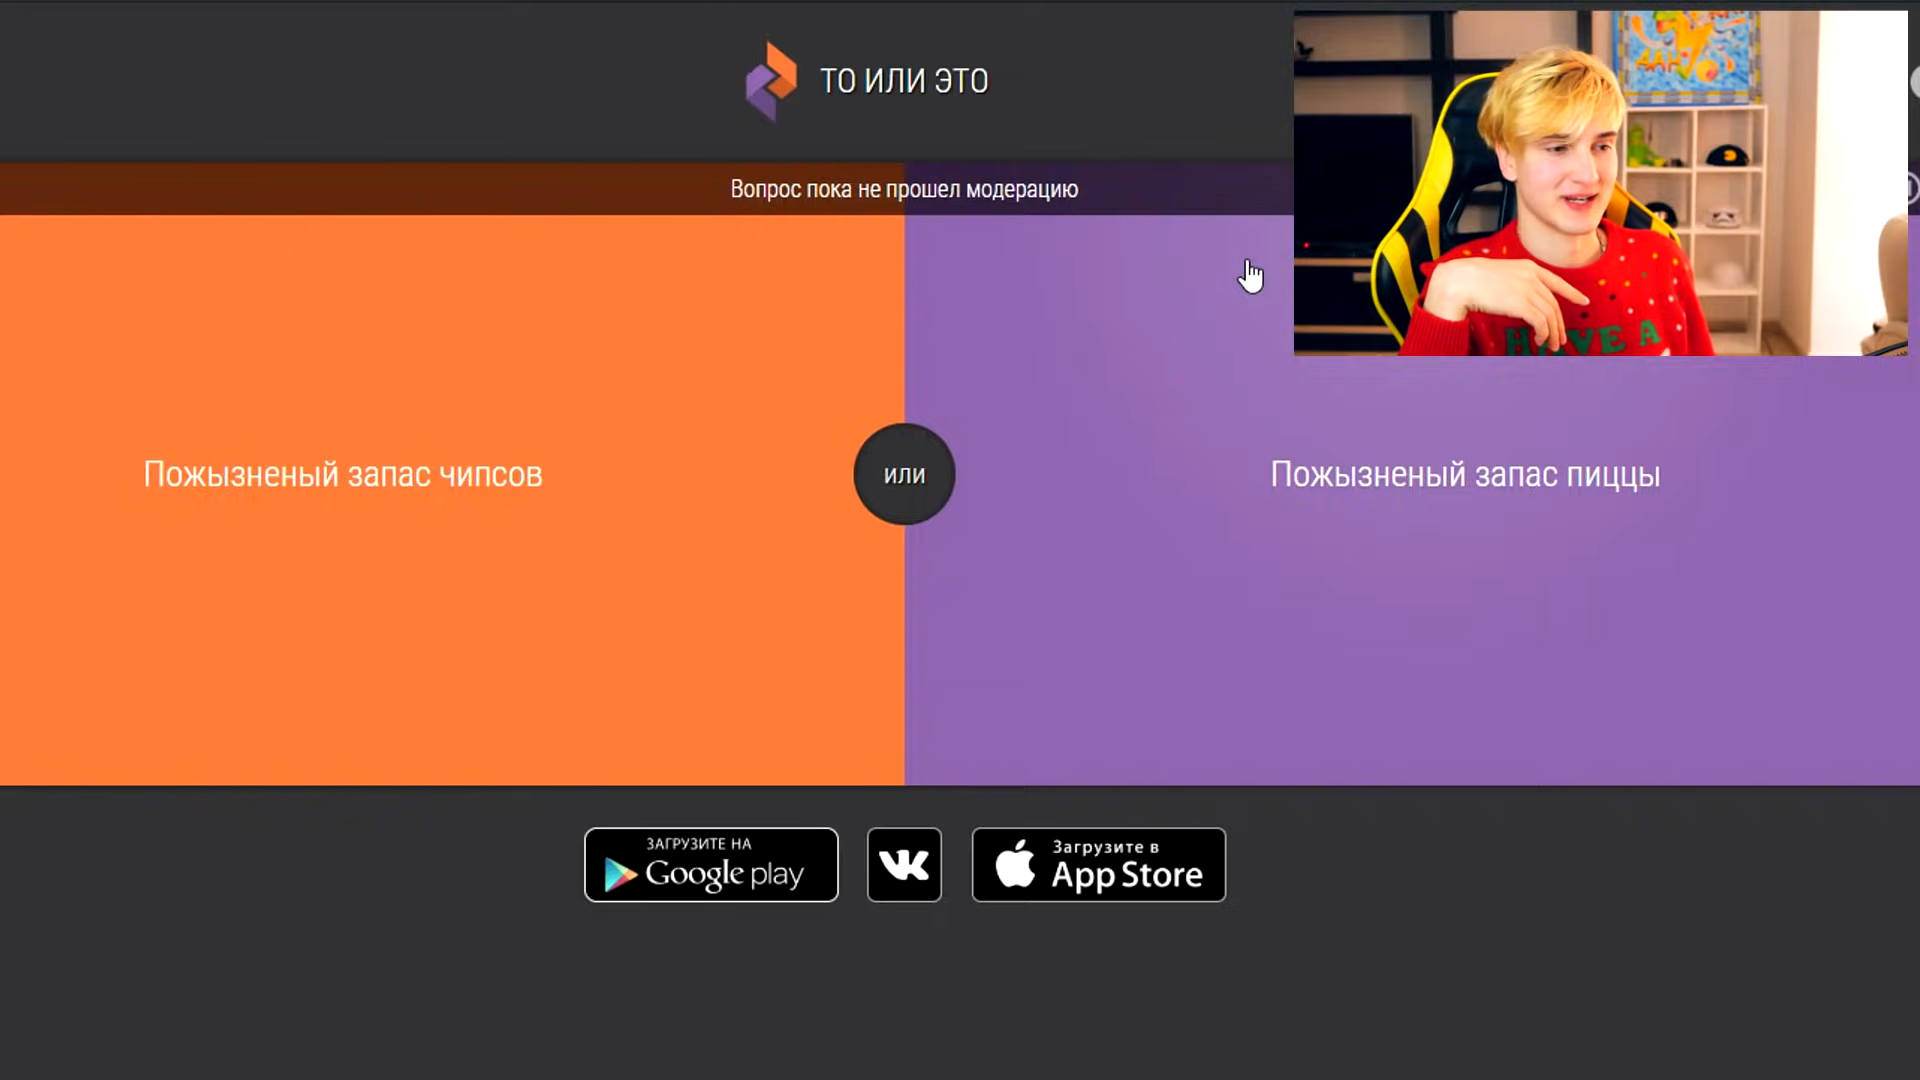 ТО ИЛИ ЭТО
Вопрос пока не прошел модерацию
Пожызненый запас чипсов
или
Пожызненый запас пиццы
HAVE A
ЗАГРУЗИТЕ НА
Google play
Загрузите в
App Store